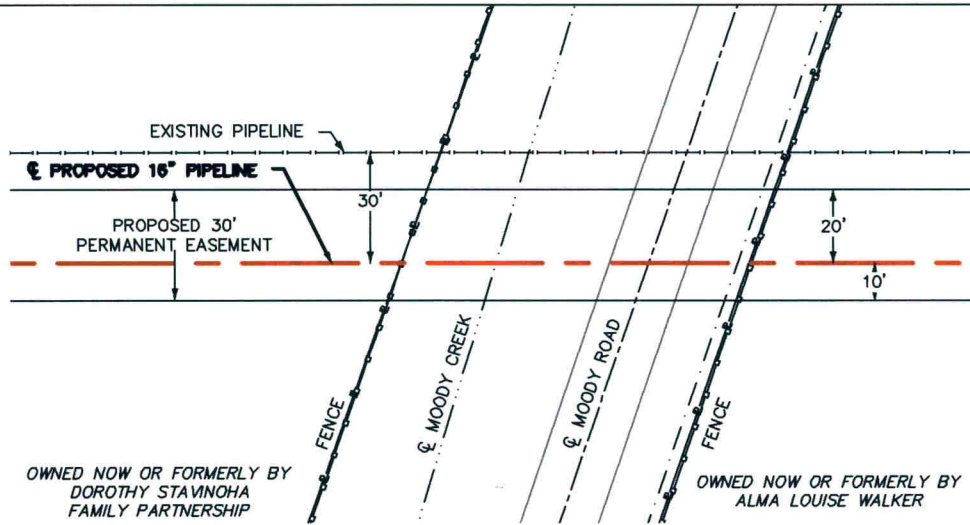 EXISTING PIPELINE
℄ PROPOSED 16" PIPELINE
30'
PROPOSED 30'
PERMANENT EASEMENT
20'
10'
FENCE
℄ MOODY CREEK
℄ MOODY ROAD
FENCE
OWNED NOW OR FORMERLY BY
DOROTHY STAVINOHA
FAMILY PARTNERSHIP
OWNED NOW OR FORMERLY BY
ALMA LOUISE WALKER